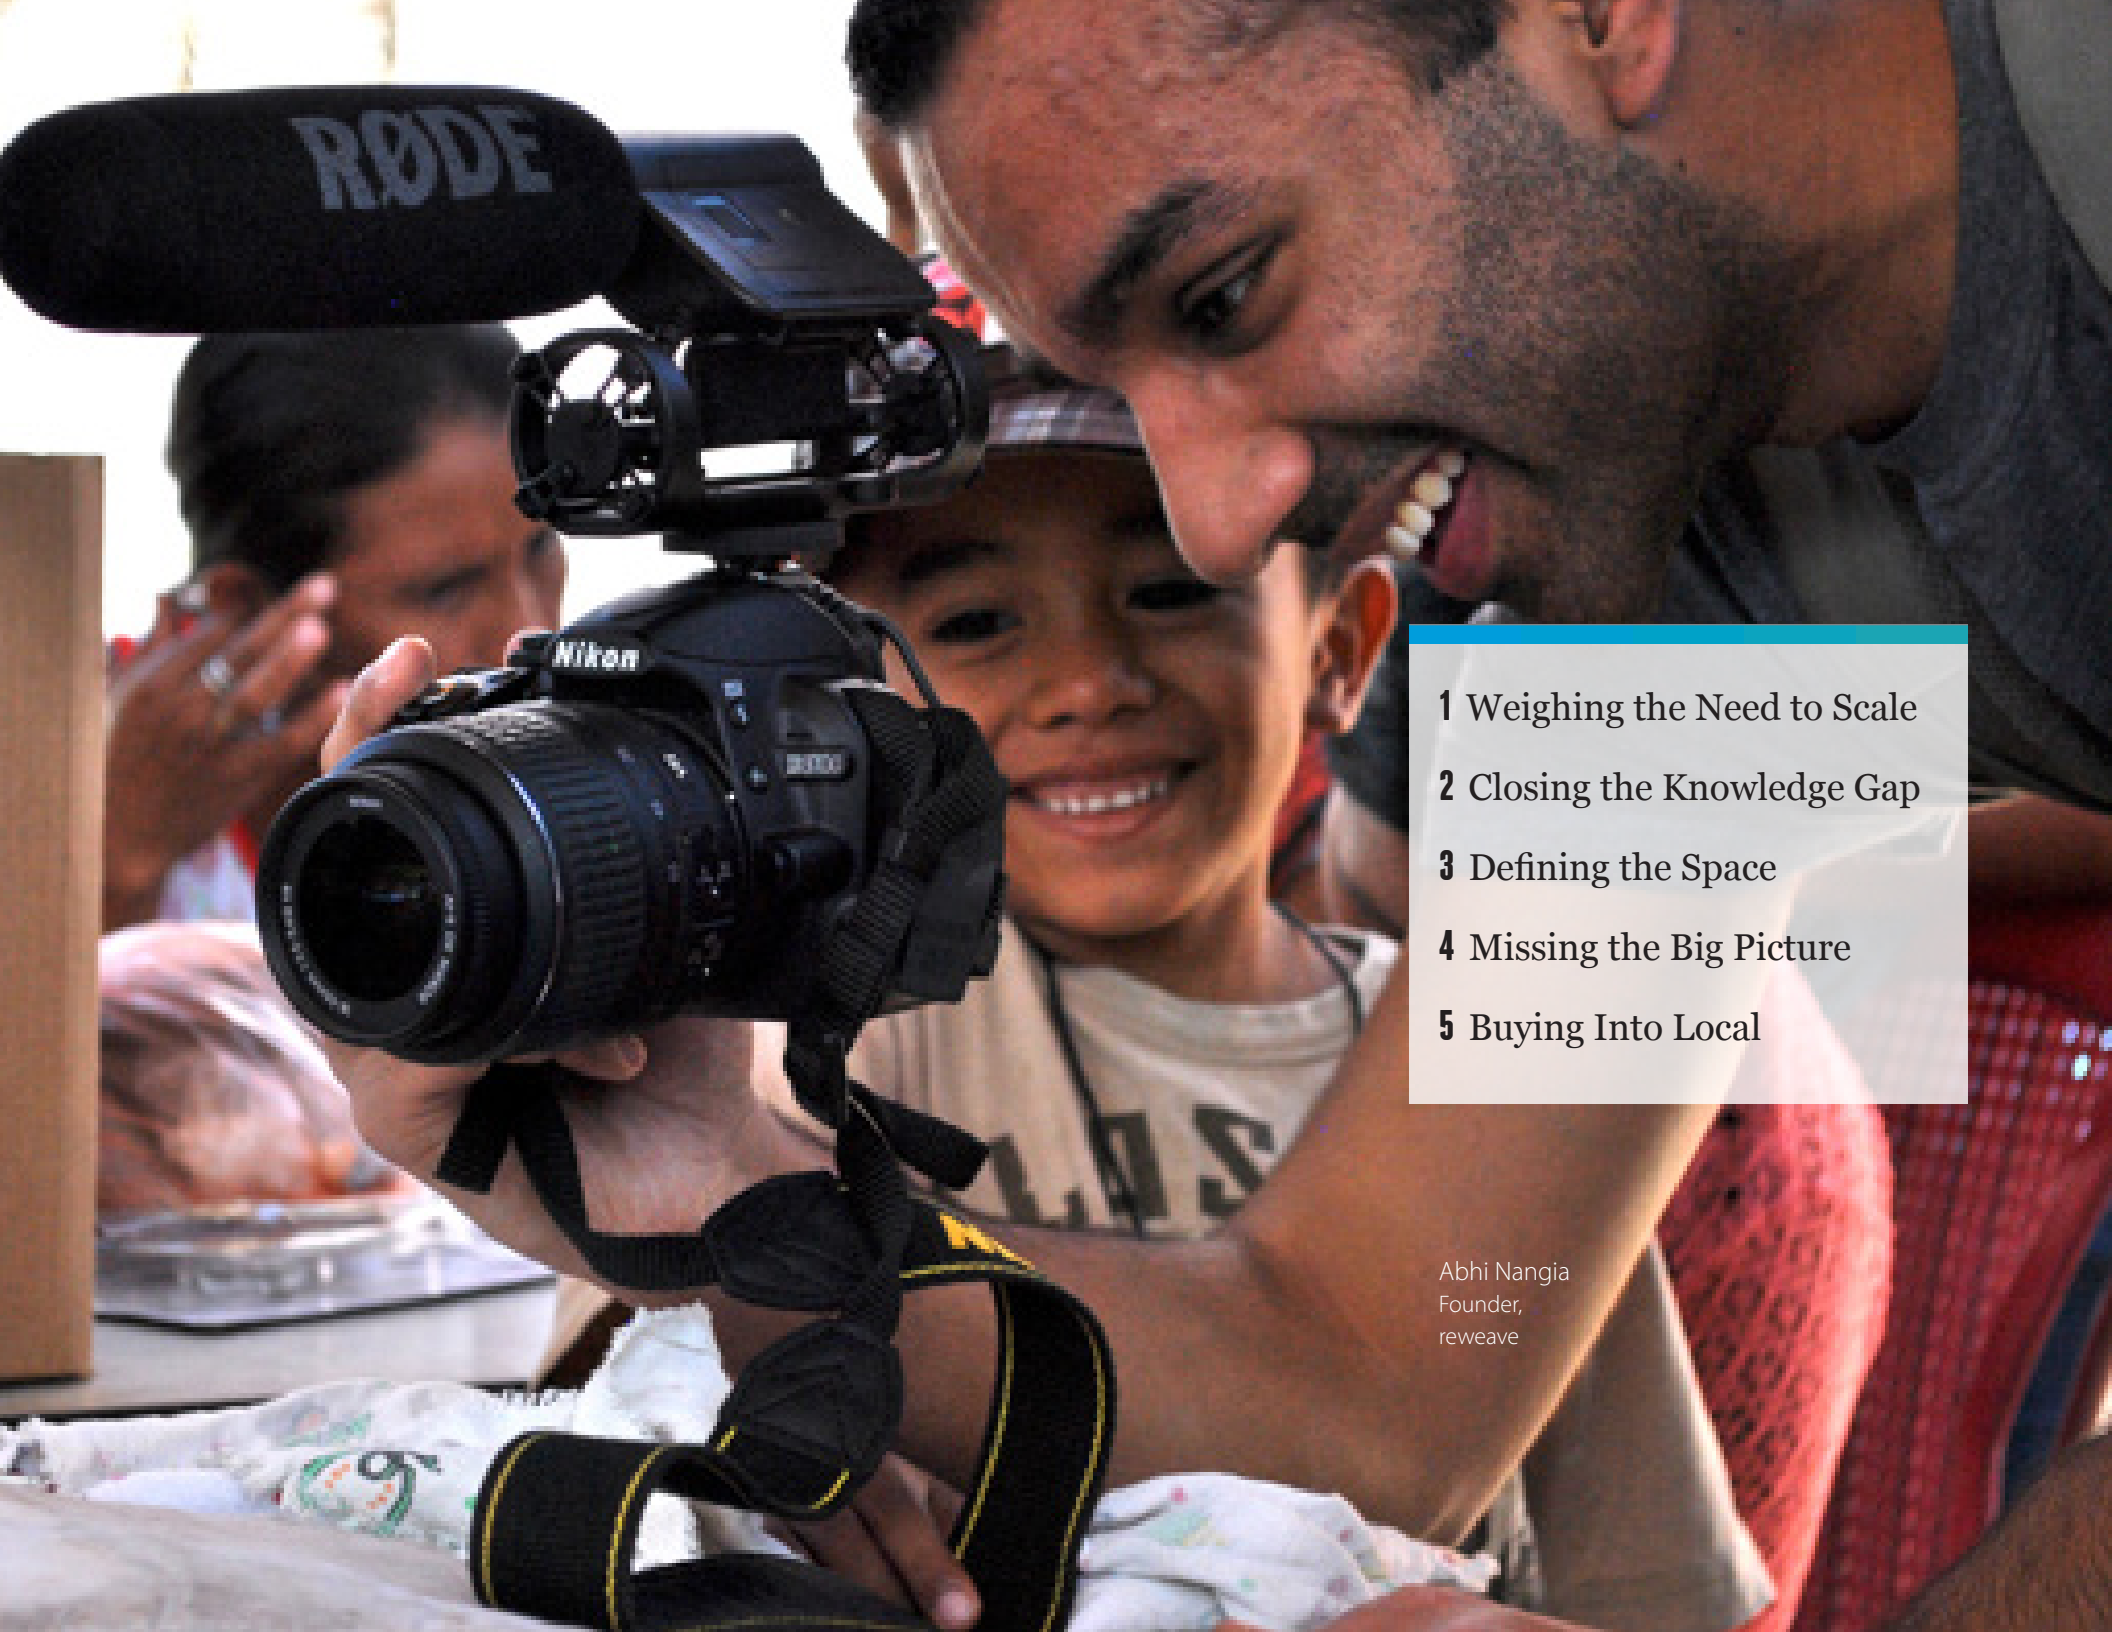 RØDE
Nikon
1 Weighing the Need to Scale
2 Closing the Knowledge Gap
3 Defining the Space
4 Missing the Big Picture
5 Buying Into Local
Abhi Nangia
Founder,
reweave